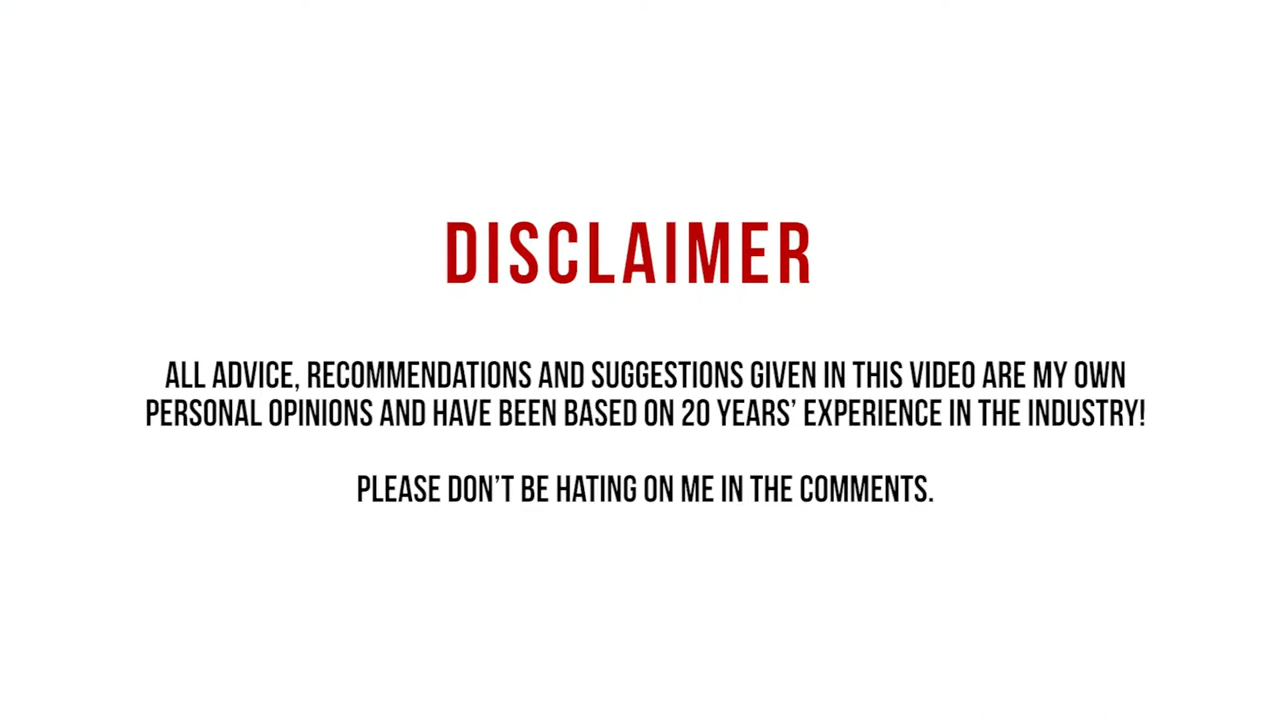 DISCLAIMER
ALL ADVICE, RECOMMENDATIONS AND SUGGESTIONS GIVEN IN THIS VIDEO ARE MY OWN
PERSONAL OPINIONS AND HAVE BEEN BASED ON 20 YEARS’ EXPERIENCE IN THE INDUSTRY!
PLEASE DON’T BE HATING ON ME IN THE COMMENTS.